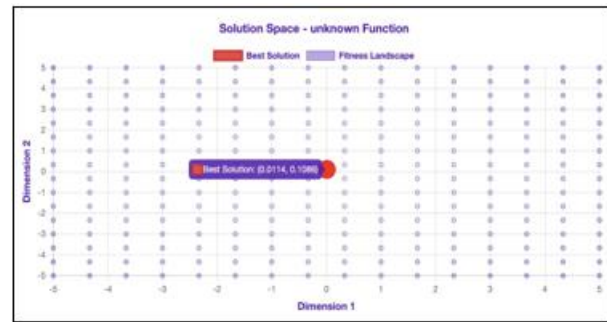 Solution Space - unknown Function
Best Solution Fitness Landscape
5
4
3
2
1
0
-1
-2
-3
-4
-5
Dimension 2
Best Solution: (0.0114, 0.1086)
-5 -4 -3 -2 -1 0 1 2 3 4 5
Dimension 1